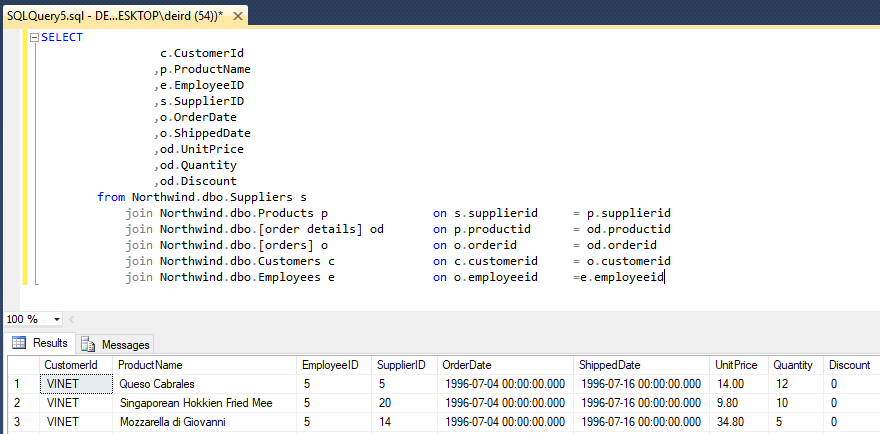 SQLQuery5.sql - DE...ESKTOP\deird (54))* ×
SELECT
c.CustomerId
,p.ProductName
,e.EmployeeID
,s.SupplierID
,o.OrderDate
,o.ShippedDate
,od.UnitPrice
,od.Quantity
,od.Discount
from Northwind.dbo.Suppliers s
join Northwind.dbo.Products p on s.supplierid = p.supplierid
join Northwind.dbo.[order details] od on p.productid = od.productid
join Northwind.dbo.[orders] o on o.orderid = od.orderid
join Northwind.dbo.Customers c on c.customerid = o.customerid
join Northwind.dbo.Employees e on o.employeeid =e.employeeid
100 %
Results Messages
CustomerId ProductName EmployeeID SupplierID OrderDate ShippedDate UnitPrice Quantity Discount
1 VINET Queso Cabrales 5 5 1996-07-04 00:00:00.000 1996-07-16 00:00:00.000 14.00 12 0
2 VINET Singaporean Hokkien Fried Mee 5 20 1996-07-04 00:00:00.000 1996-07-16 00:00:00.000 9.80 10 0
3 VINET Mozzarella di Giovanni 5 14 1996-07-04 00:00:00.000 1996-07-16 00:00:00.000 34.80 5 0